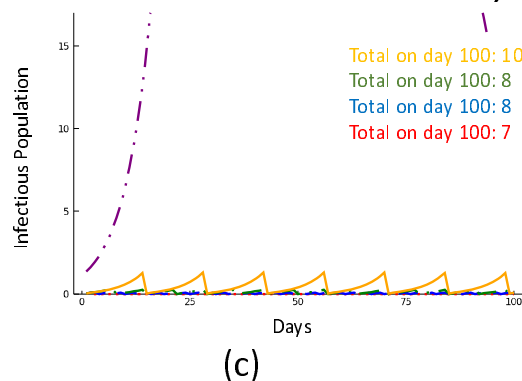 15
Total on day 100: 10
Total on day 100: 8
Total on day 100: 8
Total on day 100: 7
10
Infectious Population
5
0
0 25 50 75 100
Days
(c)